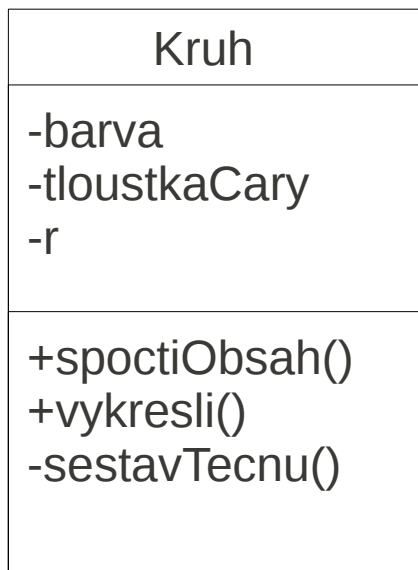 Kruh
-barva
-tloustkaCary
-r
+spoctiObsah()
+vykresli()
-sestavTecnu()